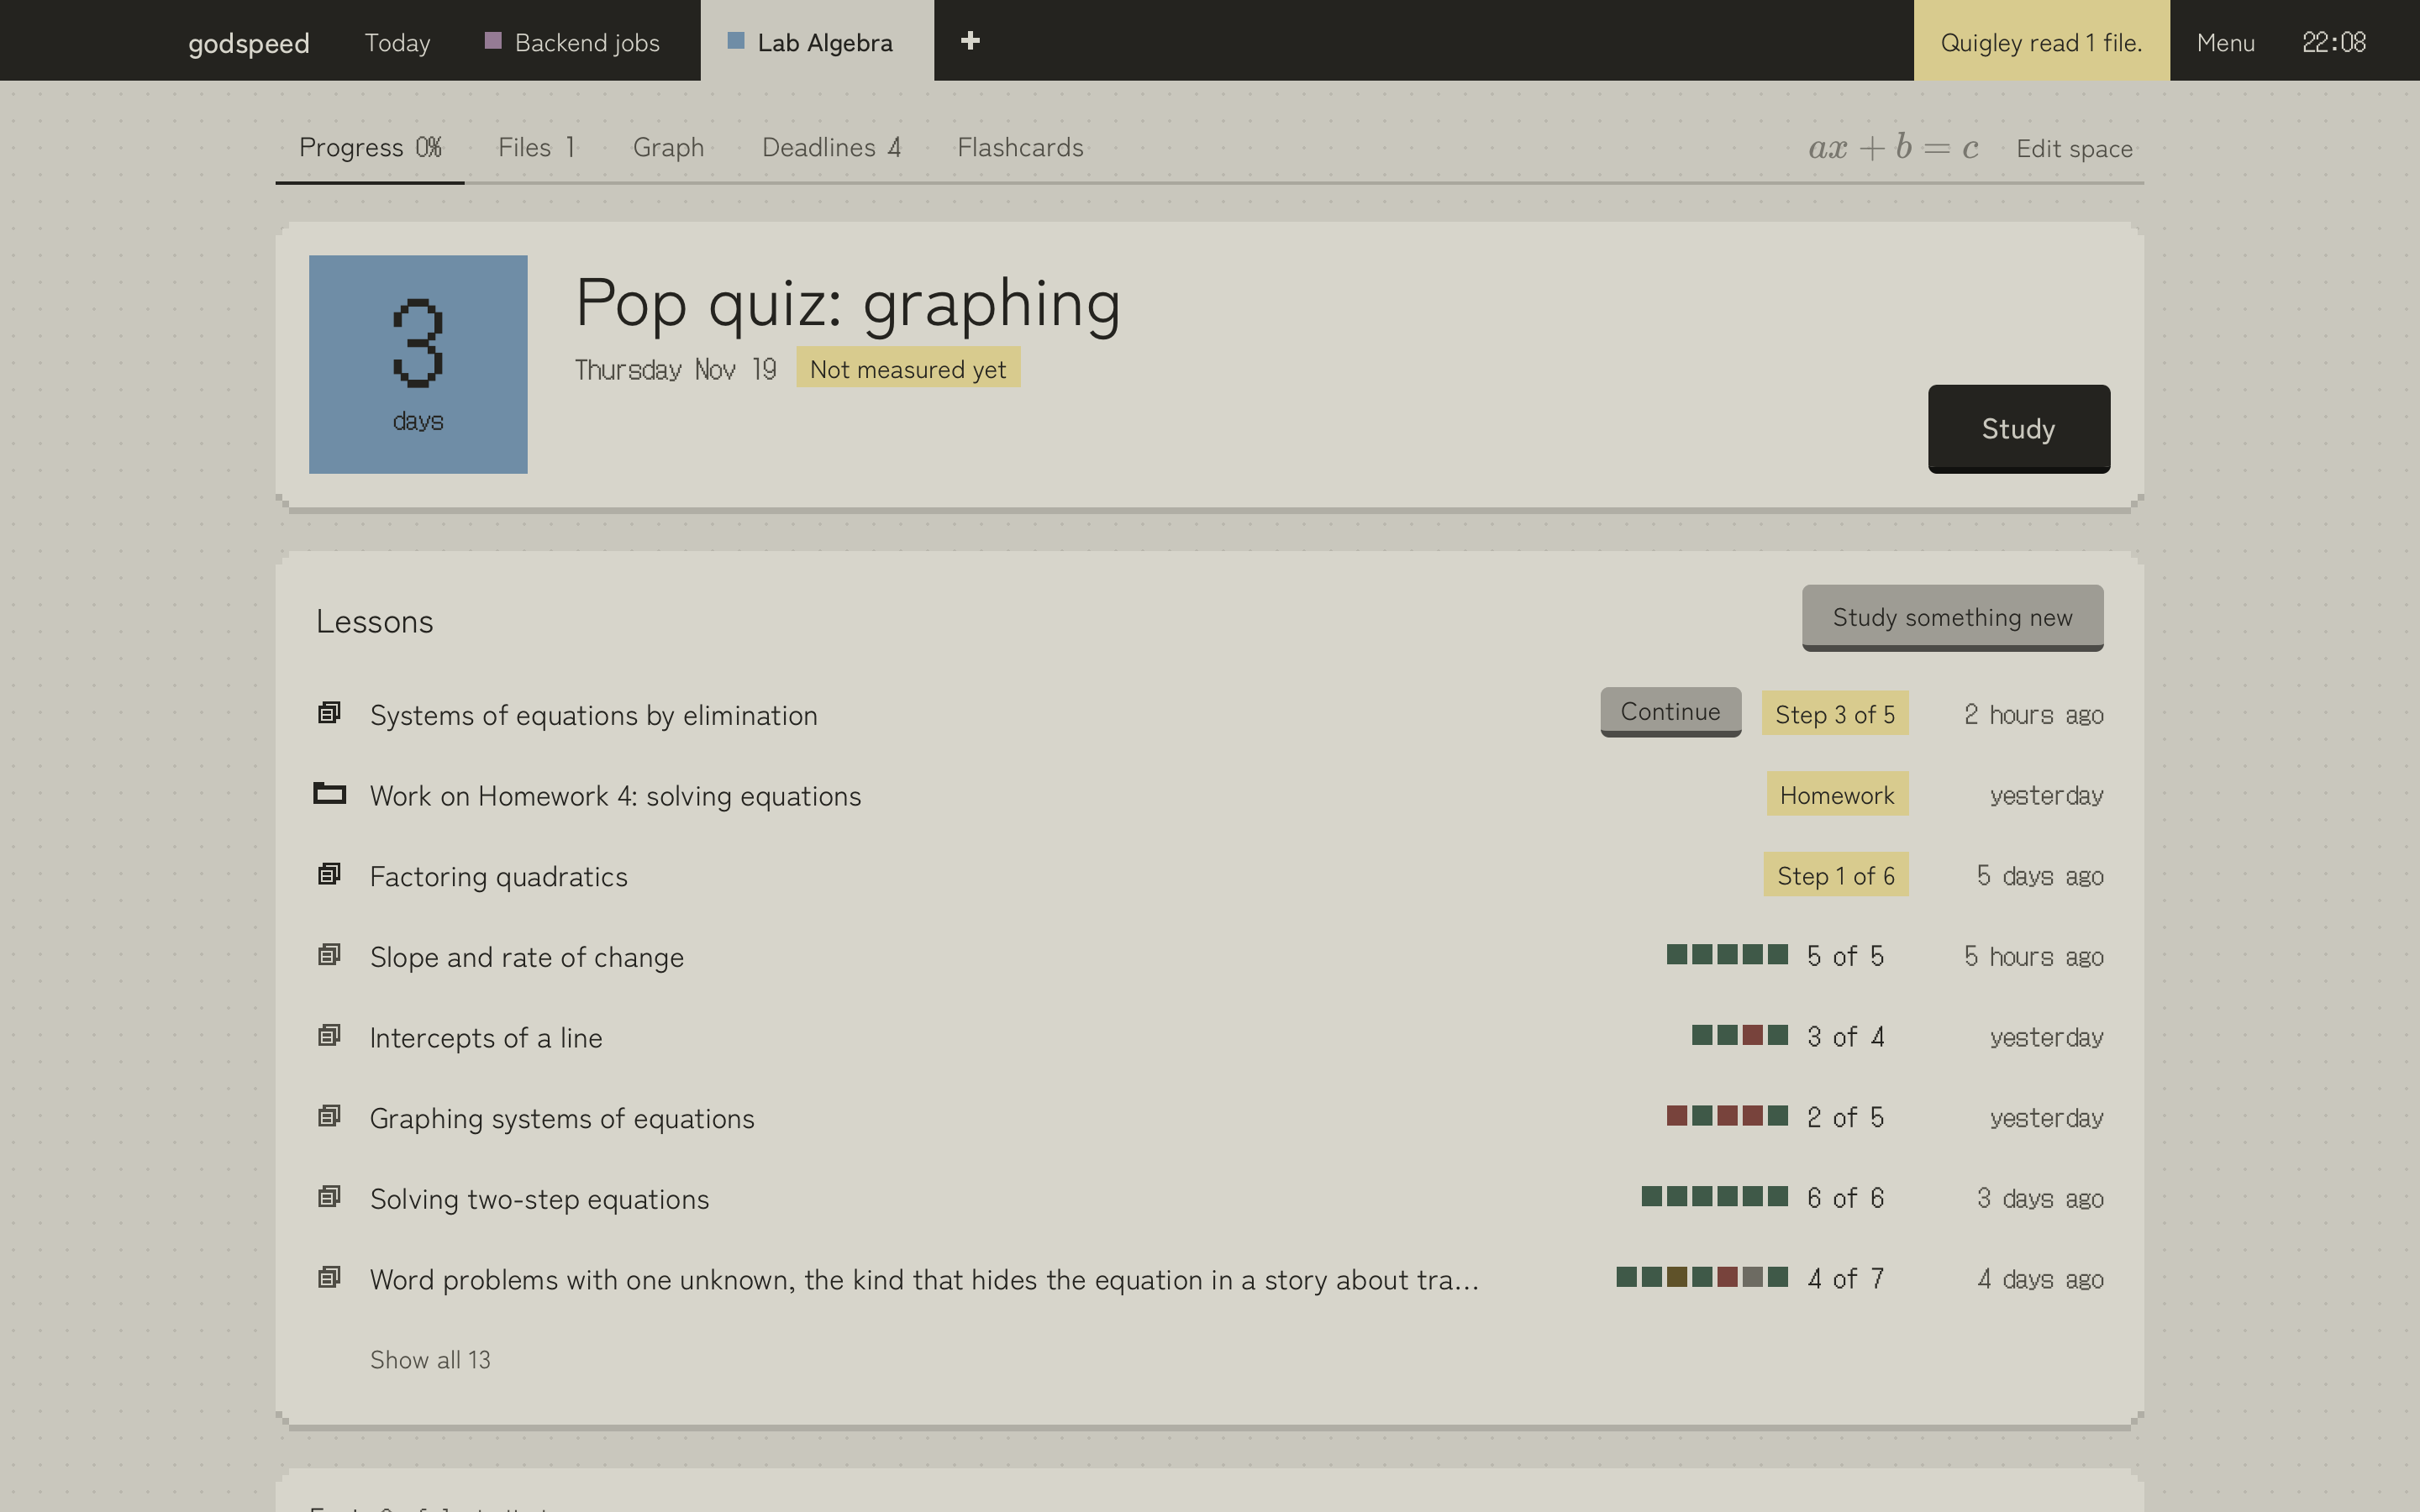 godspeed Today Backend jobs Lab Algebra + Quigley read 1 file. Menu 22:08
Progress 0% Files 1 Graph Deadlines 4 Flashcards ax + b = c Edit space
3
days
Pop quiz: graphing
Thursday Nov 19 Not measured yet
Study
Lessons Study something new
Systems of equations by elimination Continue Step 3 of 5 2 hours ago
Work on Homework 4: solving equations Homework yesterday
Factoring quadratics Step 1 of 6 5 days ago
Slope and rate of change 5 of 5 5 hours ago
Intercepts of a line 3 of 4 yesterday
Graphing systems of equations 2 of 5 yesterday
Solving two-step equations 6 of 6 3 days ago
Word problems with one unknown, the kind that hides the equation in a story about tra... 4 of 7 4 days ago
Show all 13